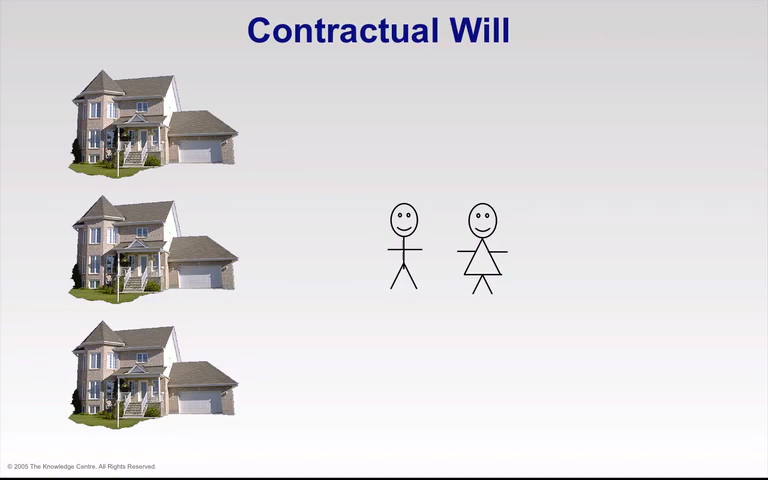 Contractual Will
© 2005 The Knowledge Centre. All Rights Reserved.